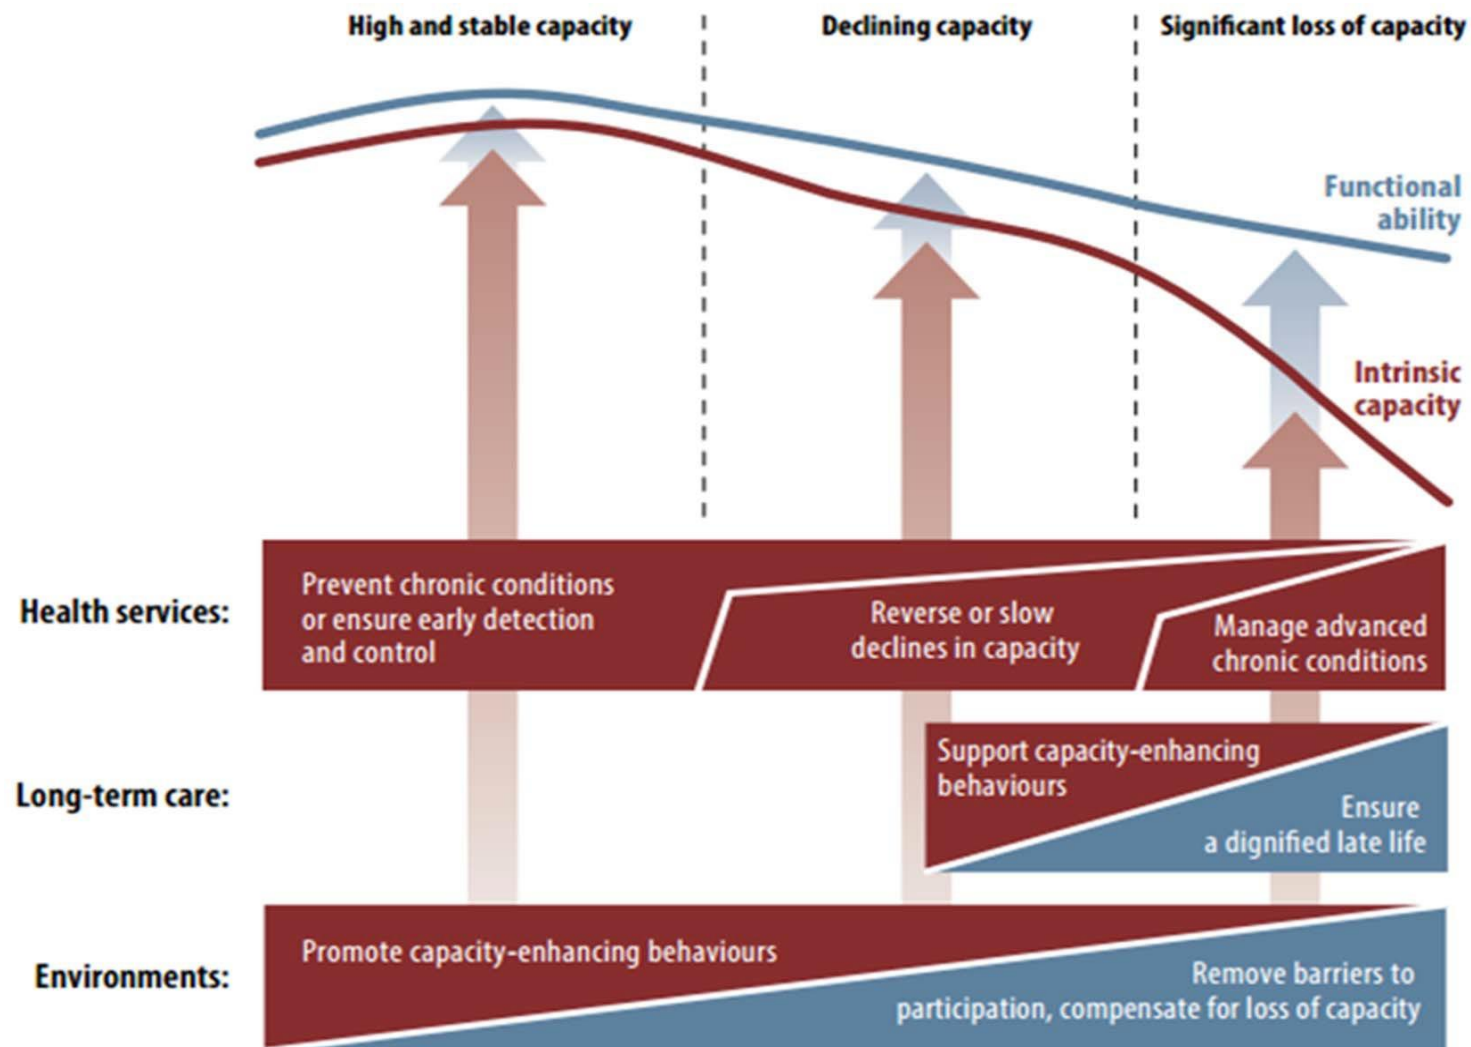 High and stable capacity
Declining capacity
Significant loss of capacity
Functional
ability
Intrinsic
capacity
Health services:
Prevent chronic conditions
or ensure early detection
and control
Reverse or slow
declines in capacity
Manage advanced
chronic conditions
Long-term care:
Support capacity-enhancing
behaviours
Ensure
a dignified late life
Environments:
Promote capacity-enhancing behaviours
Remove barriers to
participation, compensate for loss of capacity